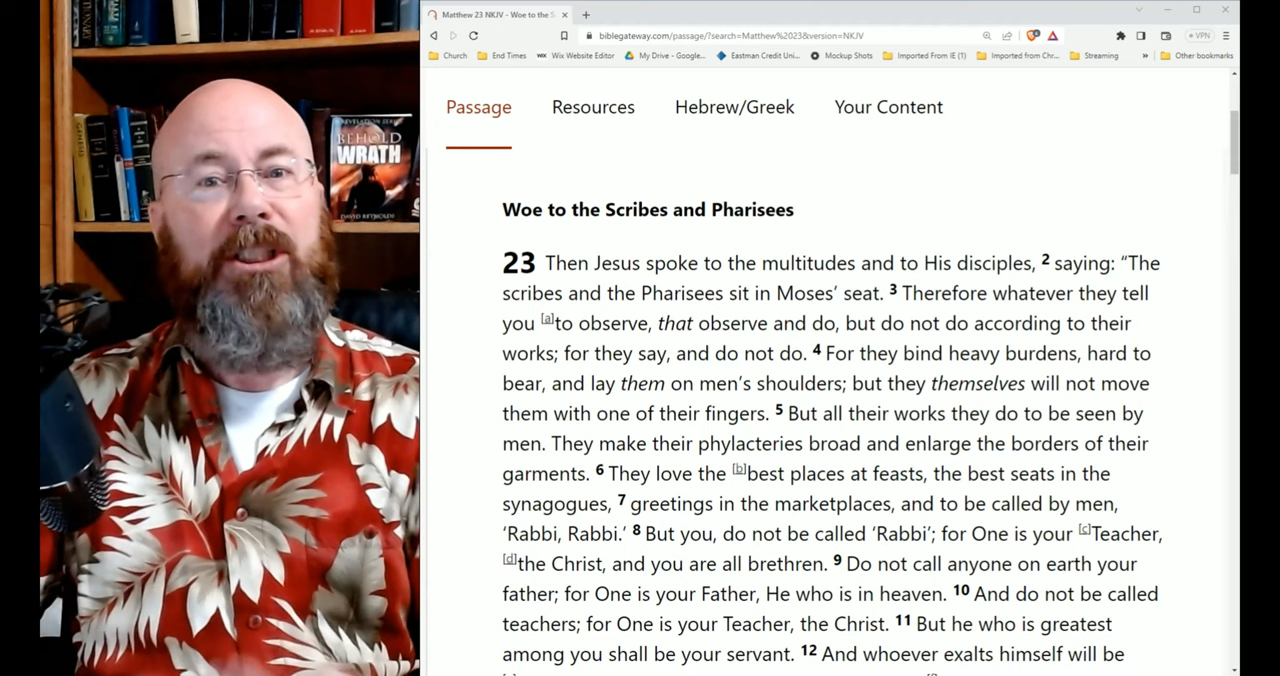 Matthew 23 NKJV - Woe to the S
biblegateway.com/passage/?search=Matthew%2023&version=NKJV
VPN
Church End Times Wix Website Editor My Drive - Google... Eastman Credit Uni... Mockup Shots Imported From IE (1) Imported from Chr... Streaming » Other bookmarks
Passage Resources Hebrew/Greek Your Content
BEHOLD
WRATH
DAVID REYNOLDS
Woe to the Scribes and Pharisees
23 Then Jesus spoke to the multitudes and to His disciples, 2 saying: “The
scribes and the Pharisees sit in Moses’ seat. 3 Therefore whatever they tell
you [a]to observe, that observe and do, but do not do according to their
works; for they say, and do not do. 4 For they bind heavy burdens, hard to
bear, and lay them on men’s shoulders; but they themselves will not move
them with one of their fingers. 5 But all their works they do to be seen by
men. They make their phylacteries broad and enlarge the borders of their
garments. 6 They love the [b]best places at feasts, the best seats in the
synagogues, 7 greetings in the marketplaces, and to be called by men,
‘Rabbi, Rabbi.’ 8 But you, do not be called ‘Rabbi’; for One is your [c]Teacher,
[d]the Christ, and you are all brethren. 9 Do not call anyone on earth your
father; for One is your Father, He who is in heaven. 10 And do not be called
teachers; for One is your Teacher, the Christ. 11 But he who is greatest
among you shall be your servant. 12 And whoever exalts himself will be